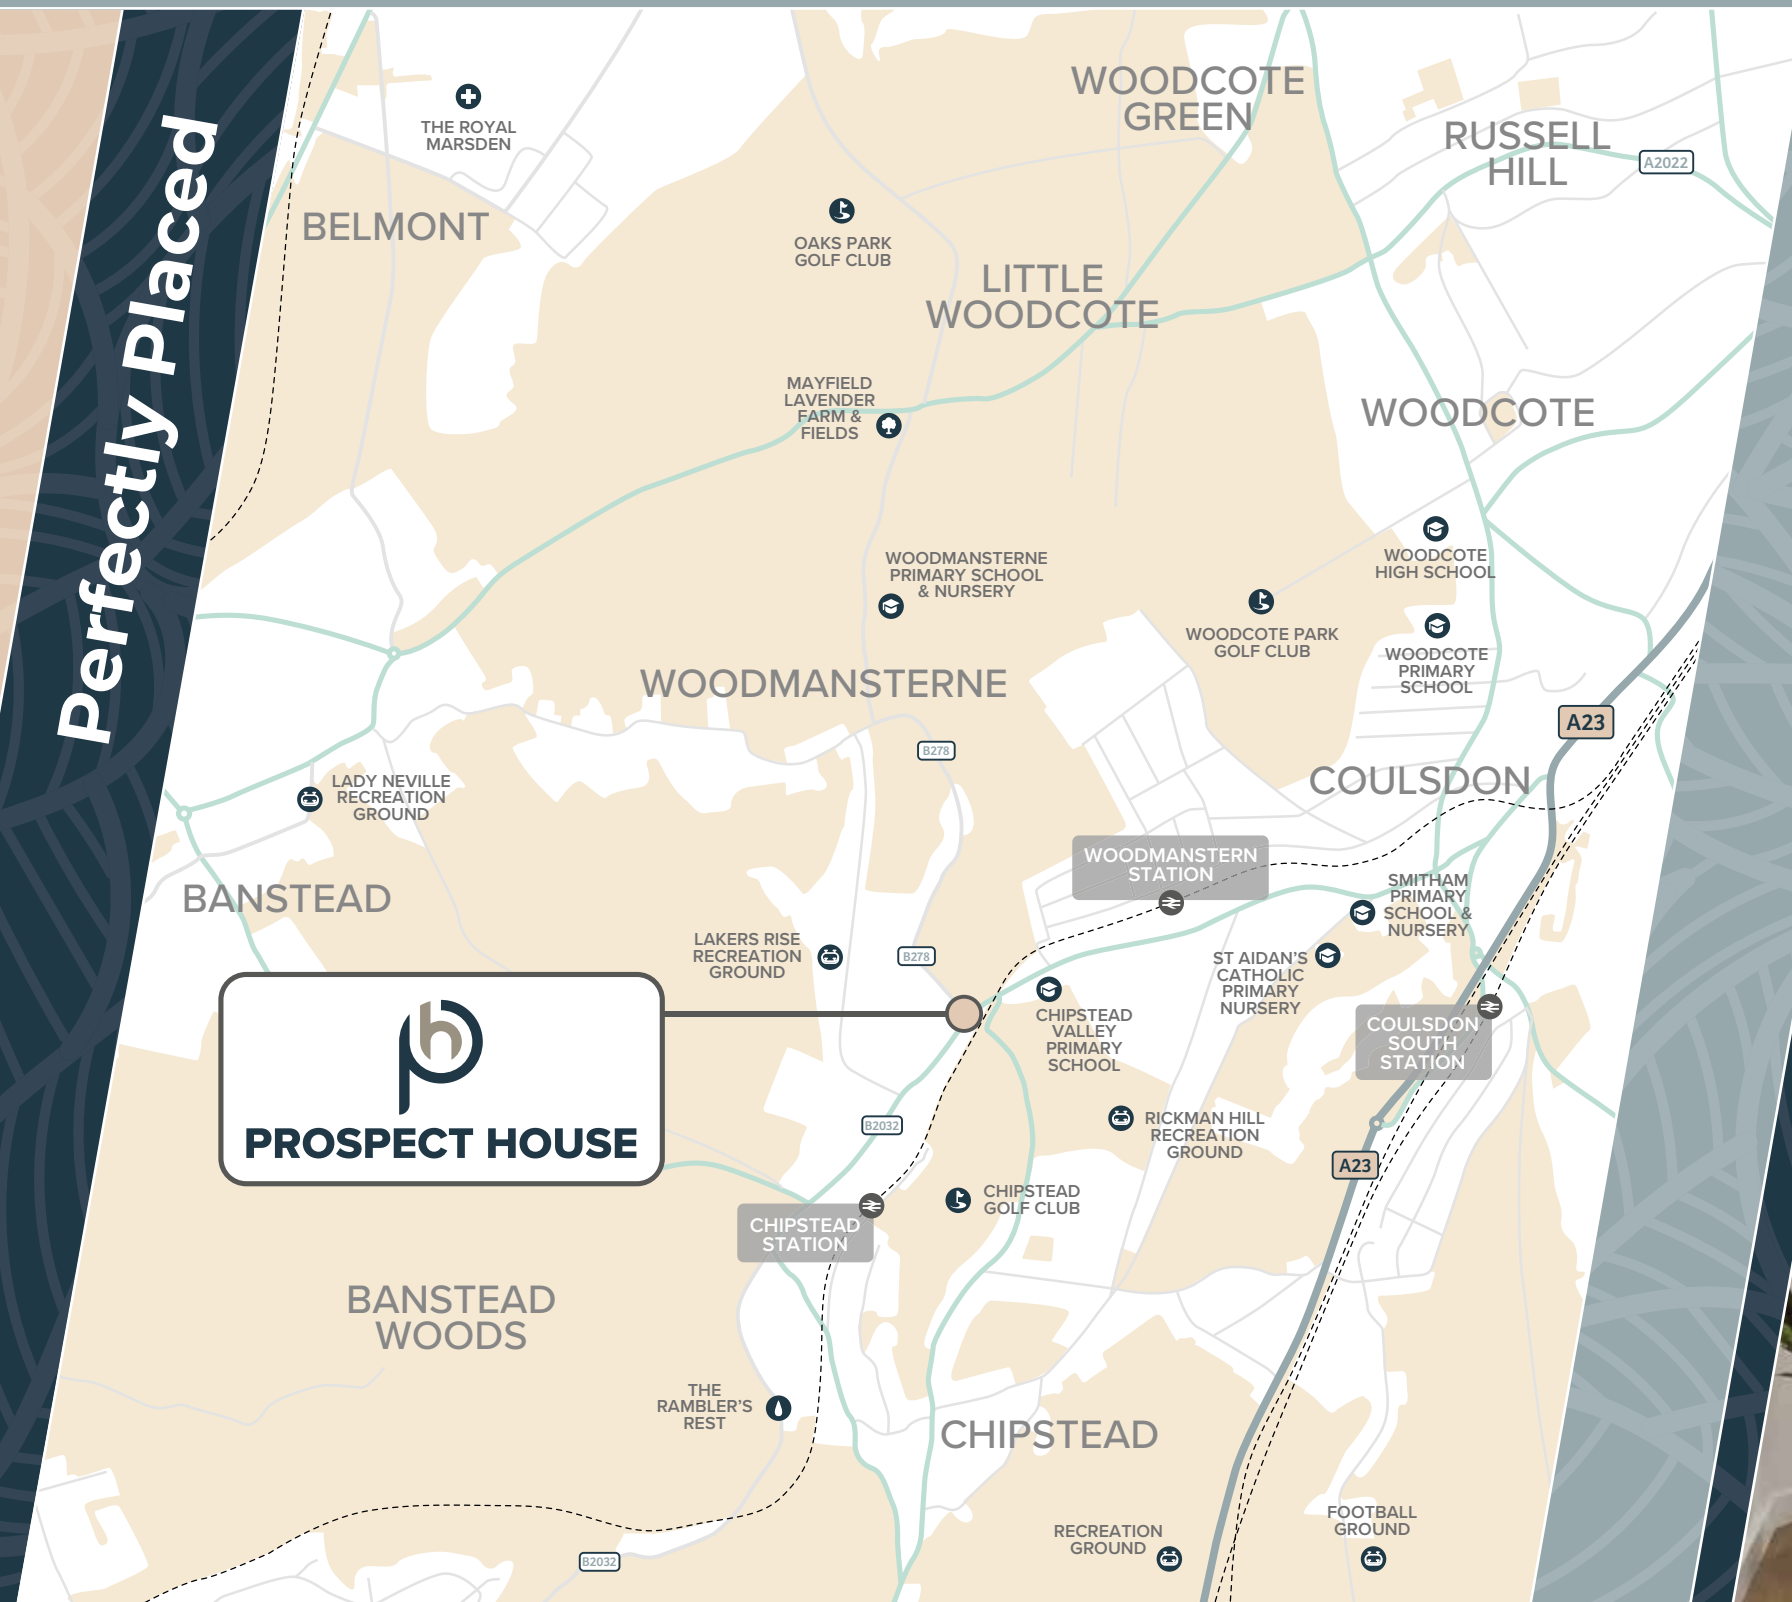 Perfectly Placed
THE ROYAL
MARSDEN
BELMONT
OAKS PARK
GOLF CLUB
WOODCOTE
GREEN
RUSSELL
HILL
A2022
LITTLE
WOODCOTE
MAYFIELD
LAVENDER
FARM &
FIELDS
WOODCOTE
WOODMANSTERNE
PRIMARY SCHOOL
& NURSERY
WOODCOTE
HIGH SCHOOL
WOODCOTE PARK
GOLF CLUB
WOODCOTE
PRIMARY
SCHOOL
WOODMANSTERNE
A23
B278
COULSDON
LADY NEVILLE
RECREATION
GROUND
WOODMANSTERN
STATION
BANSTEAD
SMITHAM
PRIMARY
SCHOOL &
NURSERY
LAKERS RISE
RECREATION
GROUND
B278
ST AIDAN'S
CATHOLIC
PRIMARY
NURSERY
CHIPSTEAD
VALLEY
PRIMARY
SCHOOL
COULSDON
SOUTH
STATION
ph
PROSPECT HOUSE
B2032
RICKMAN HILL
RECREATION
GROUND
A23
CHIPSTEAD
GOLF CLUB
CHIPSTEAD
STATION
BANSTEAD
WOODS
THE
RAMBLER'S
REST
CHIPSTEAD
RECREATION
GROUND
FOOTBALL
GROUND
B2032